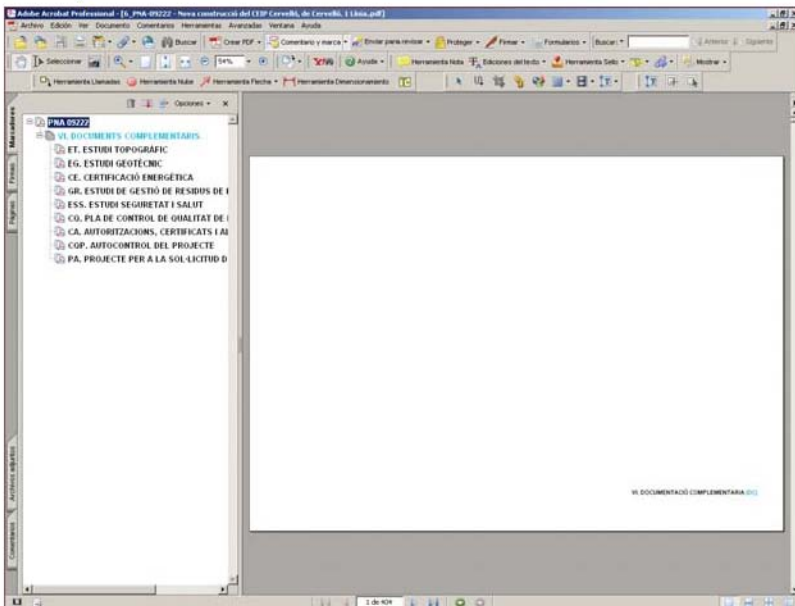 Adobe Acrobat Professional - [6_PNA-09222 - Nova construcció del CEIP Cervelló, de Cervelló. 1 Línia.pdf]
Archivo Edición Ver Documento Comentarios Herramientas Avanzadas Ventana Ayuda
Buscar Crear PDF Comentario y marca Enviar para revisar Proteger Firmar Formularios Buscar: Anterior Siguiente
Seleccionar 94% Ayuda Herramienta Nota Ediciones del texto Herramienta Sello Mostrar
Herramienta Llamadas Herramienta Nube Herramienta Flecha Herramienta Dimensionamiento
Opciones
Marcadores
Firmas
Páginas
Archivos adjuntos
Comentarios
PNA 09222
VI. DOCUMENTS COMPLEMENTARIS
ET. ESTUDI TOPOGRÀFIC
EG. ESTUDI GEOTÈCNIC
CE. CERTIFICACIÓ ENERGÈTICA
GR. ESTUDI DE GESTIÓ DE RESIDUS DE
ESS. ESTUDI SEGURETAT I SALUT
CQ. PLA DE CONTROL DE QUALITAT DE
CA. AUTORITZACIONS, CERTIFICATS I
CQP. AUTOCONTROL DEL PROJECTE
PA. PROJECTE PER A LA SOL·LICITUD D
VI. DOCUMENTACIÓ COMPLEMENTARIA [DC]
1 de 404